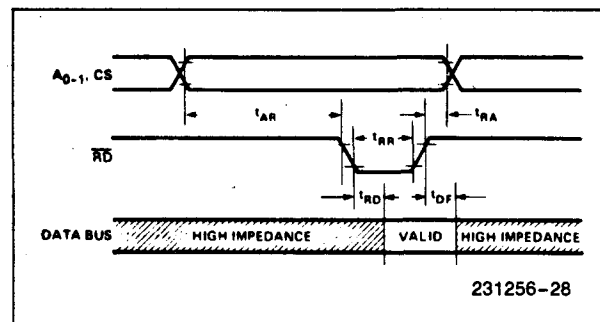 A₀₋₁, CS
tAR
tRA
RD
tRR
tRD
tDF
DATA BUS
HIGH IMPEDANCE
VALID
HIGH IMPEDANCE
231256-28